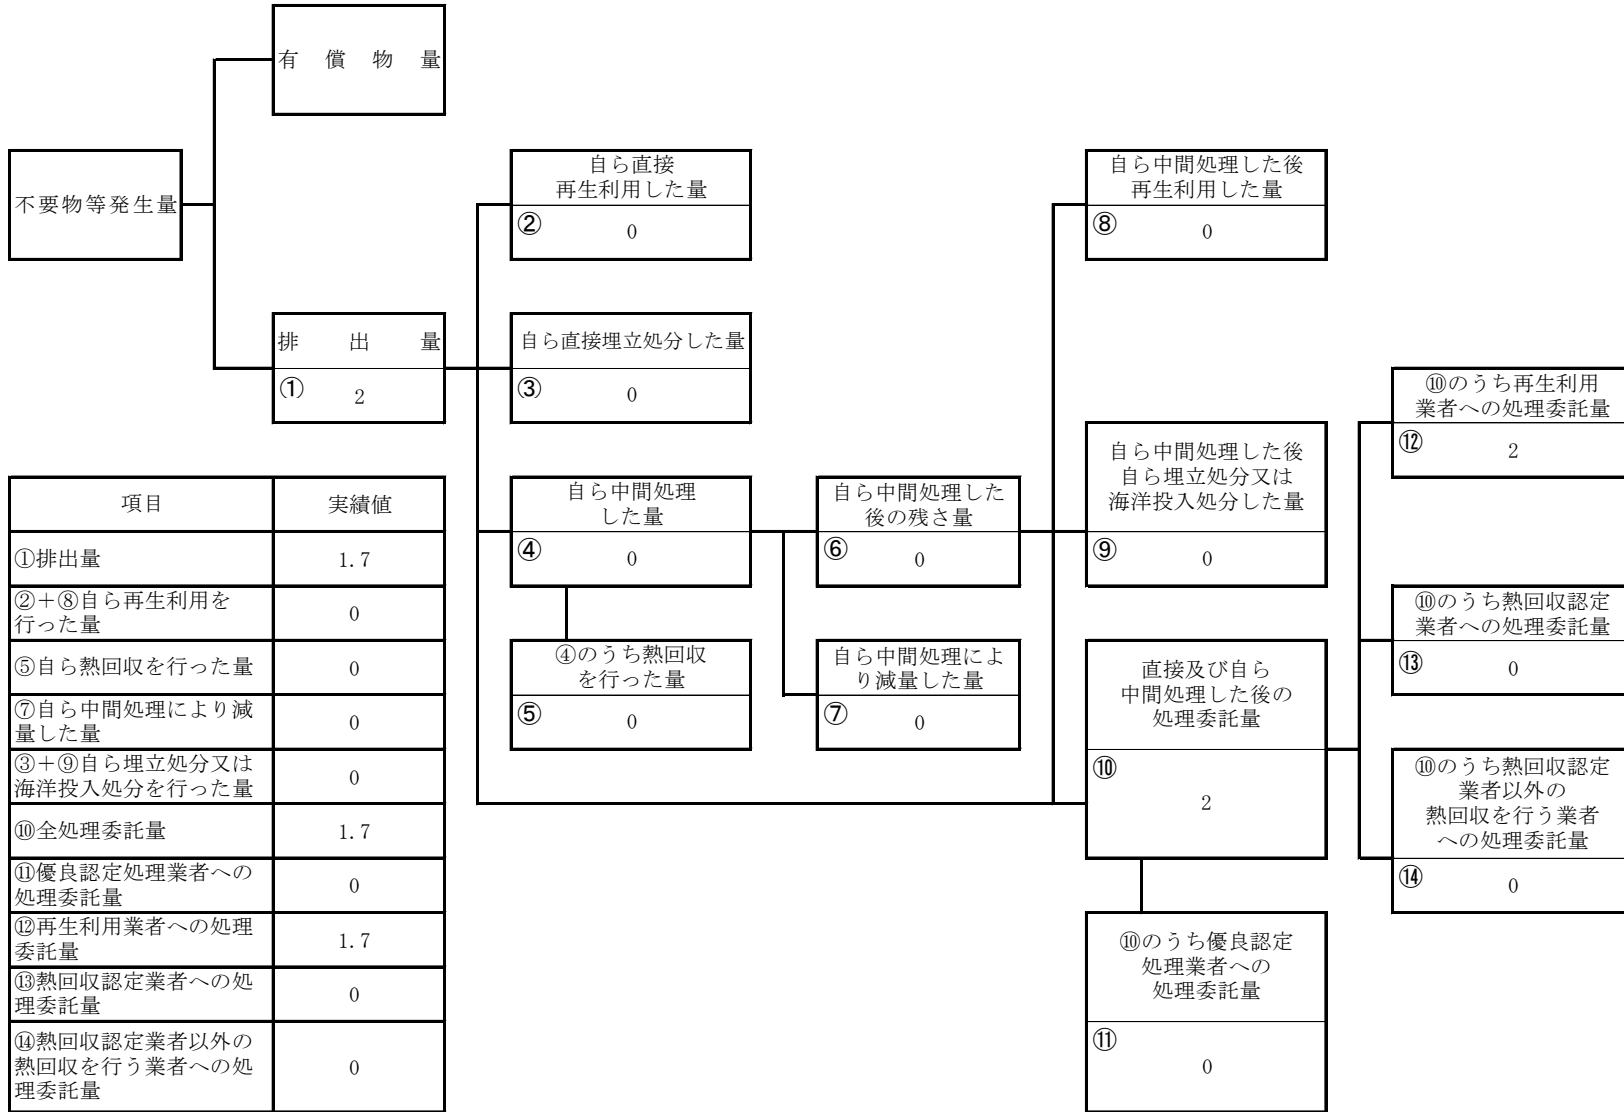 有償物量
不要物等発生量
排出量
① 2
自ら直接
再生利用した量
② 0
自ら直接埋立処分した量
③ 0
自ら中間処理
した量
④ 0
④のうち熱回収
を行った量
⑤ 0
自ら中間処理した
後の残さ量
⑥ 0
自ら中間処理によ
り減量した量
⑦ 0
自ら中間処理した後
再生利用した量
⑧ 0
自ら中間処理した後
自ら埋立処分又は
海洋投入処分した量
⑨ 0
直接及び自ら
中間処理した後の
処理委託量
⑩
2
⑩のうち優良認定
処理業者への
処理委託量
⑪
0
⑩のうち再生利用
業者への処理委託量
⑫ 2
⑩のうち熱回収認定
業者への処理委託量
⑬ 0
⑩のうち熱回収認定
業者以外の
熱回収を行う業者
への処理委託量
⑭ 0
項目 実績値
①排出量 1.7
②+⑧自ら再生利用を
行った量 0
⑤自ら熱回収を行った量 0
⑦自ら中間処理により減
量した量 0
③+⑨自ら埋立処分又は
海洋投入処分を行った量 0
⑩全処理委託量 1.7
⑪優良認定処理業者への
処理委託量 0
⑫再生利用業者への処理
委託量 1.7
⑬熱回収認定業者への処
理委託量 0
⑭熱回収認定業者以外の
熱回収を行う業者への処
理委託量 0